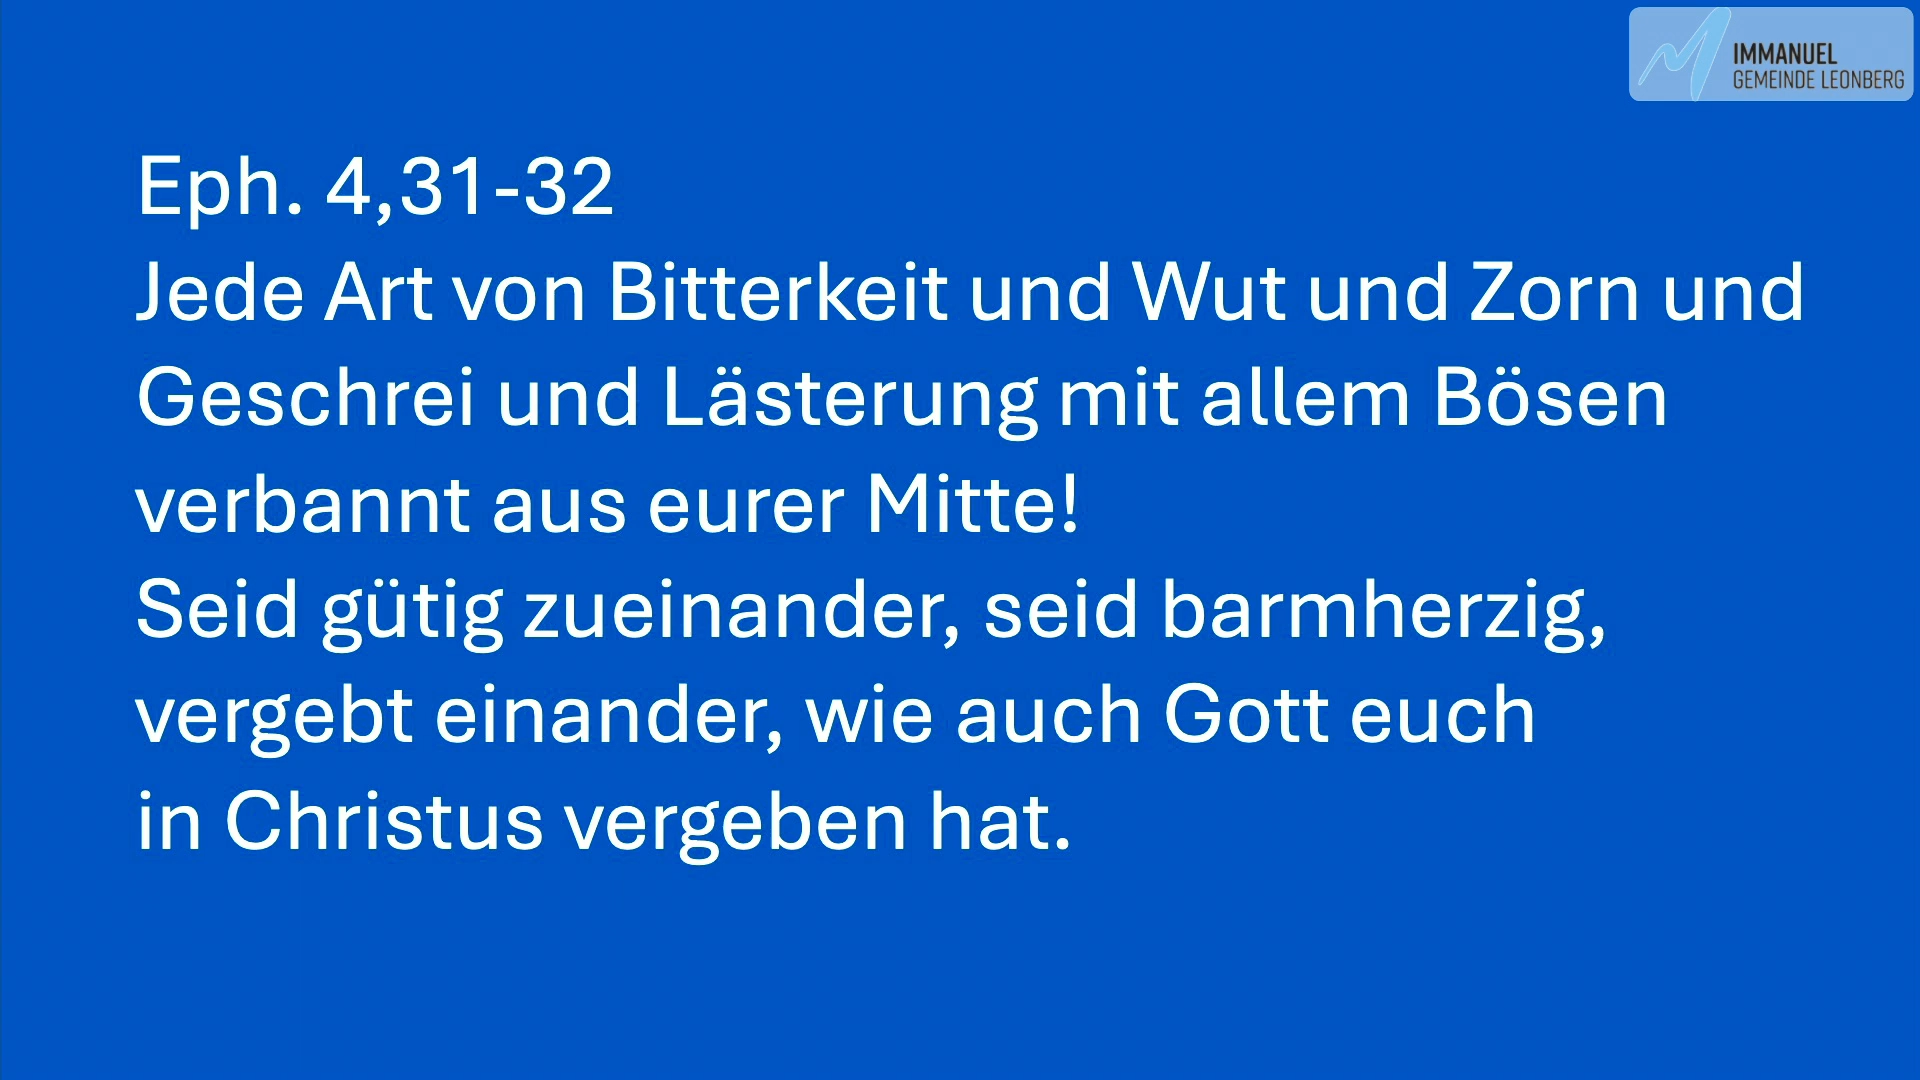 IMMANUEL
GEMEINDE LEONBERG
Eph. 4,31-32
Jede Art von Bitterkeit und Wut und Zorn und
Geschrei und Lästerung mit allem Bösen
verbannt aus eurer Mitte!
Seid gütig zueinander, seid barmherzig,
vergebt einander, wie auch Gott euch
in Christus vergeben hat.